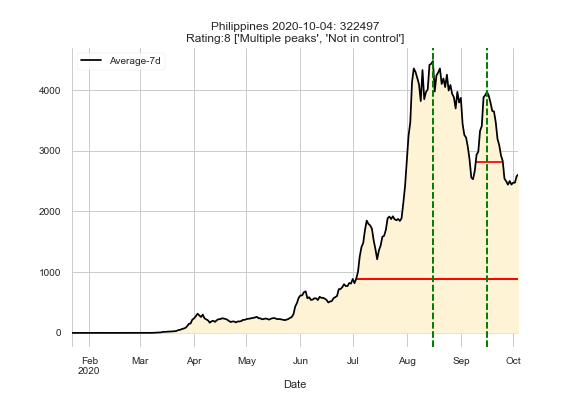 Philippines 2020-10-04: 322497
Rating:8 ['Multiple peaks', 'Not in control']
Average-7d
4000
3000
2000
1000
0
Feb Mar Apr May Jun Jul Aug Sep Oct
2020
Date